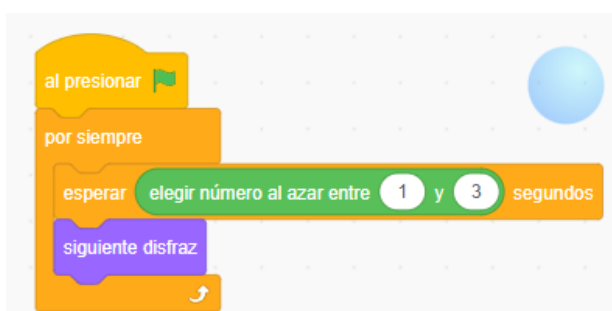 al presionar
por siempre
esperar elegir número al azar entre 1 y 3 segundos
siguiente disfraz